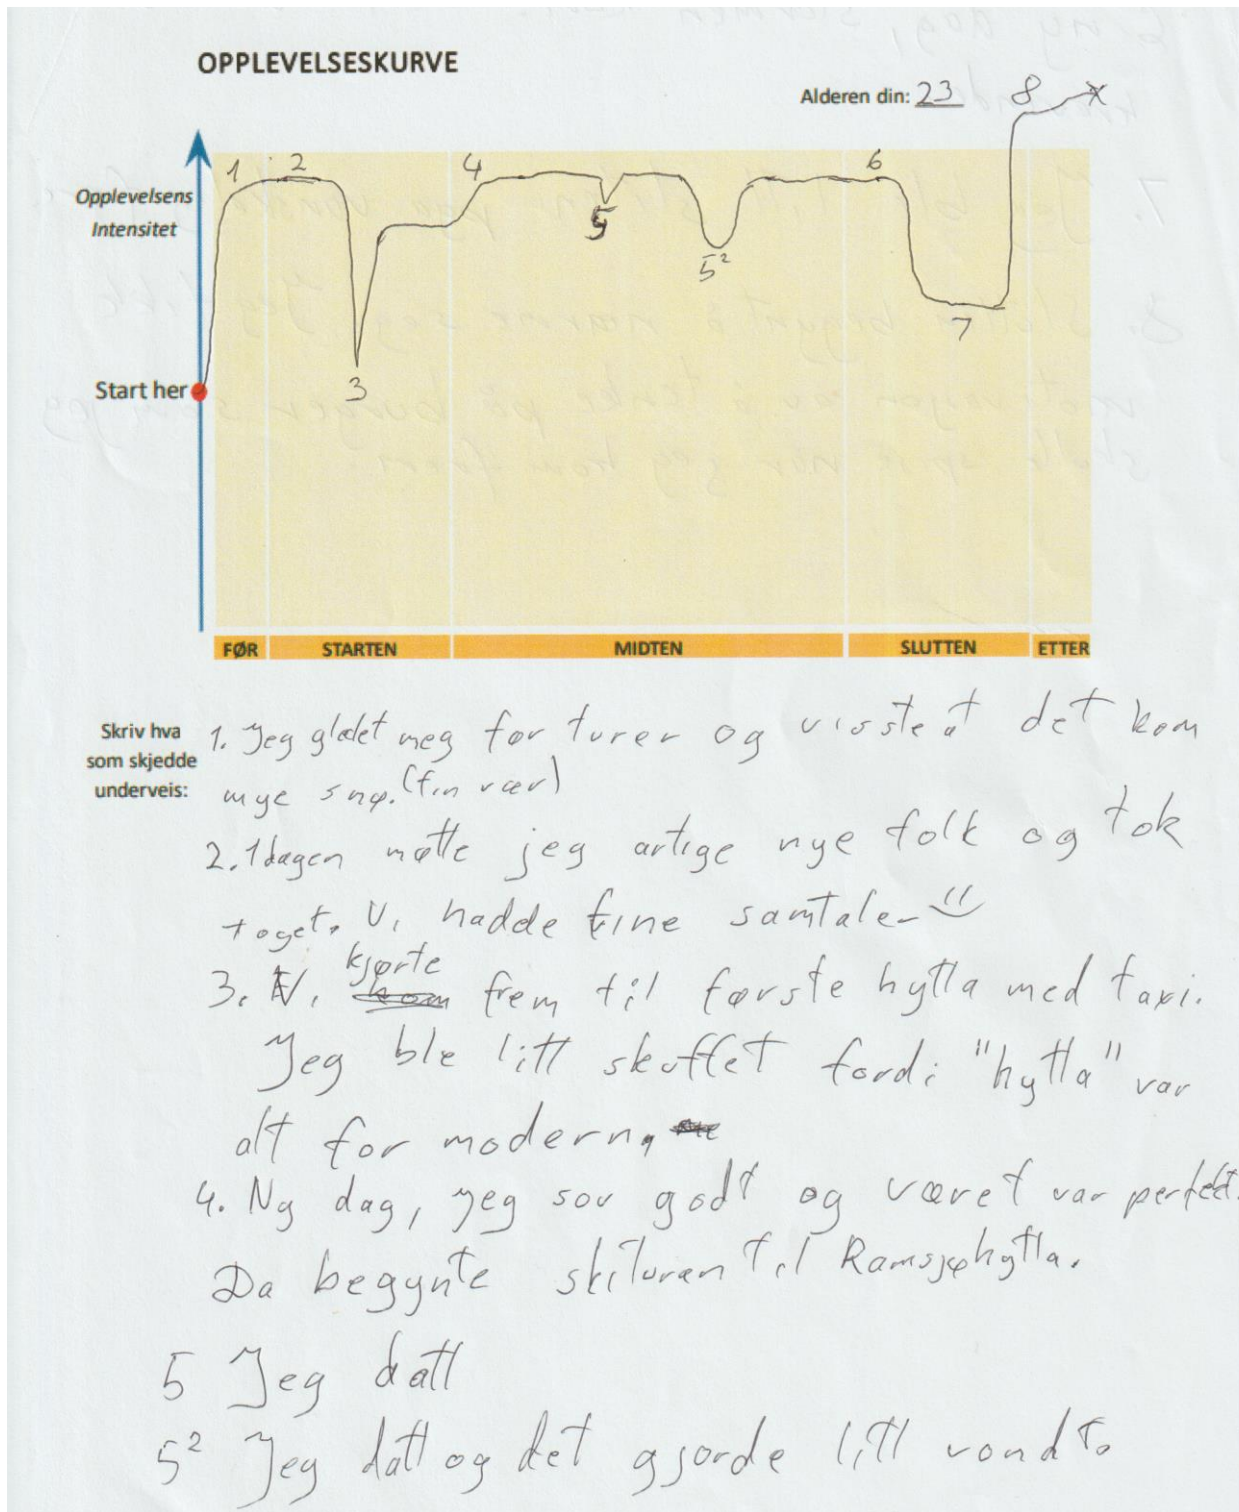 OPPLEVELSESKURVE
Alderen din: 23
8
1
2
4
6
Opplevelsens
Intensitet
5
5²
7
Start her
3
FØR
STARTEN
MIDTEN
SLUTTEN
ETTER
Skriv hva
som skjedde
underveis:
1. Jeg gledet meg for turer og visste at det kom
mye snø. (fin vær)
2. 1 dagen møtte jeg artige nye folk og tok
toget. Vi hadde fine samtaler
3. Vi kjørte frem til første hytta med taxi.
Jeg ble litt skuffet fordi "hytta" var
alt for modern.
4. Ny dag, jeg sov godt og været var perfekt.
Da begynte skituren til Ramsjøhytta.
5 Jeg datt
5² Jeg datt og det gjorde litt vondt.